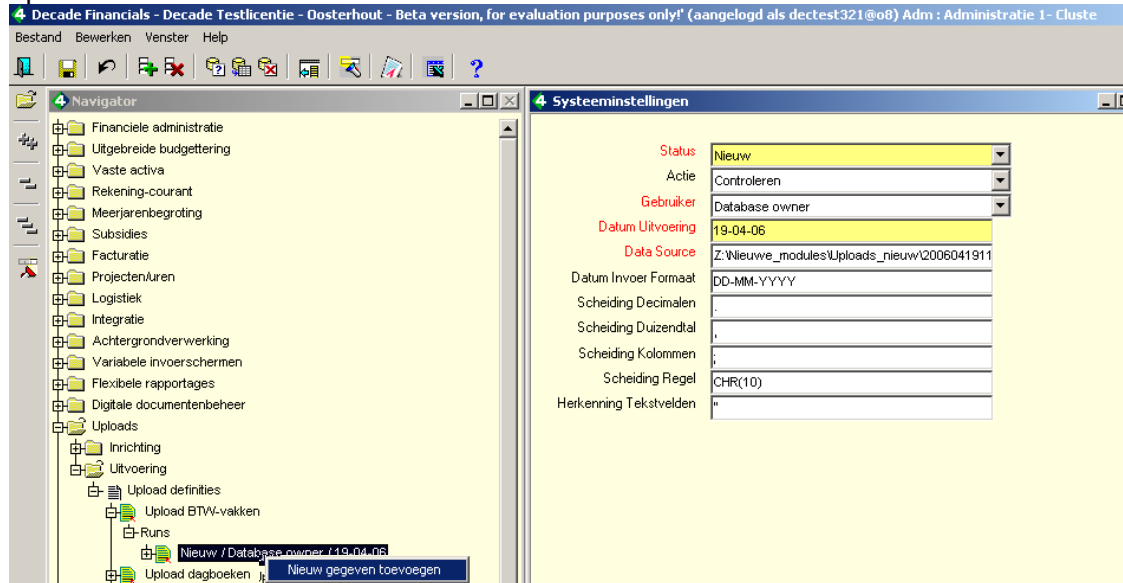 Decade Financials - Decade Testlicentie - Oosterhout - Beta version, for evaluation purposes only!' (aangelogd als dectest321@o8) Adm : Administratie 1- Cluste
Bestand Bewerken Venster Help
Navigator
Financiele administratie
Uitgebreide budgettering
Vaste activa
Rekening-courant
Meerjarenbegroting
Subsidies
Facturatie
Projecten/uren
Logistiek
Integratie
Achtergrondverwerking
Variabele invoerschermen
Flexibele rapportages
Digitale documentenbeheer
Uploads
Inrichting
Uitvoering
Upload definities
Upload BTW-vakken
Runs
Nieuw / Database owner / 19-04-06
Upload dagboeken
Nieuw gegeven toevoegen
Systeeminstellingen
Status Nieuw
Actie Controleren
Gebruiker Database owner
Datum Uitvoering 19-04-06
Data Source Z:\Nieuwe_modules\Uploads_nieuw\2006041911
Datum Invoer Formaat DD-MM-YYYY
Scheiding Decimalen .
Scheiding Duizendtal ,
Scheiding Kolommen ;
Scheiding Regel CHR(10)
Herkenning Tekstvelden "